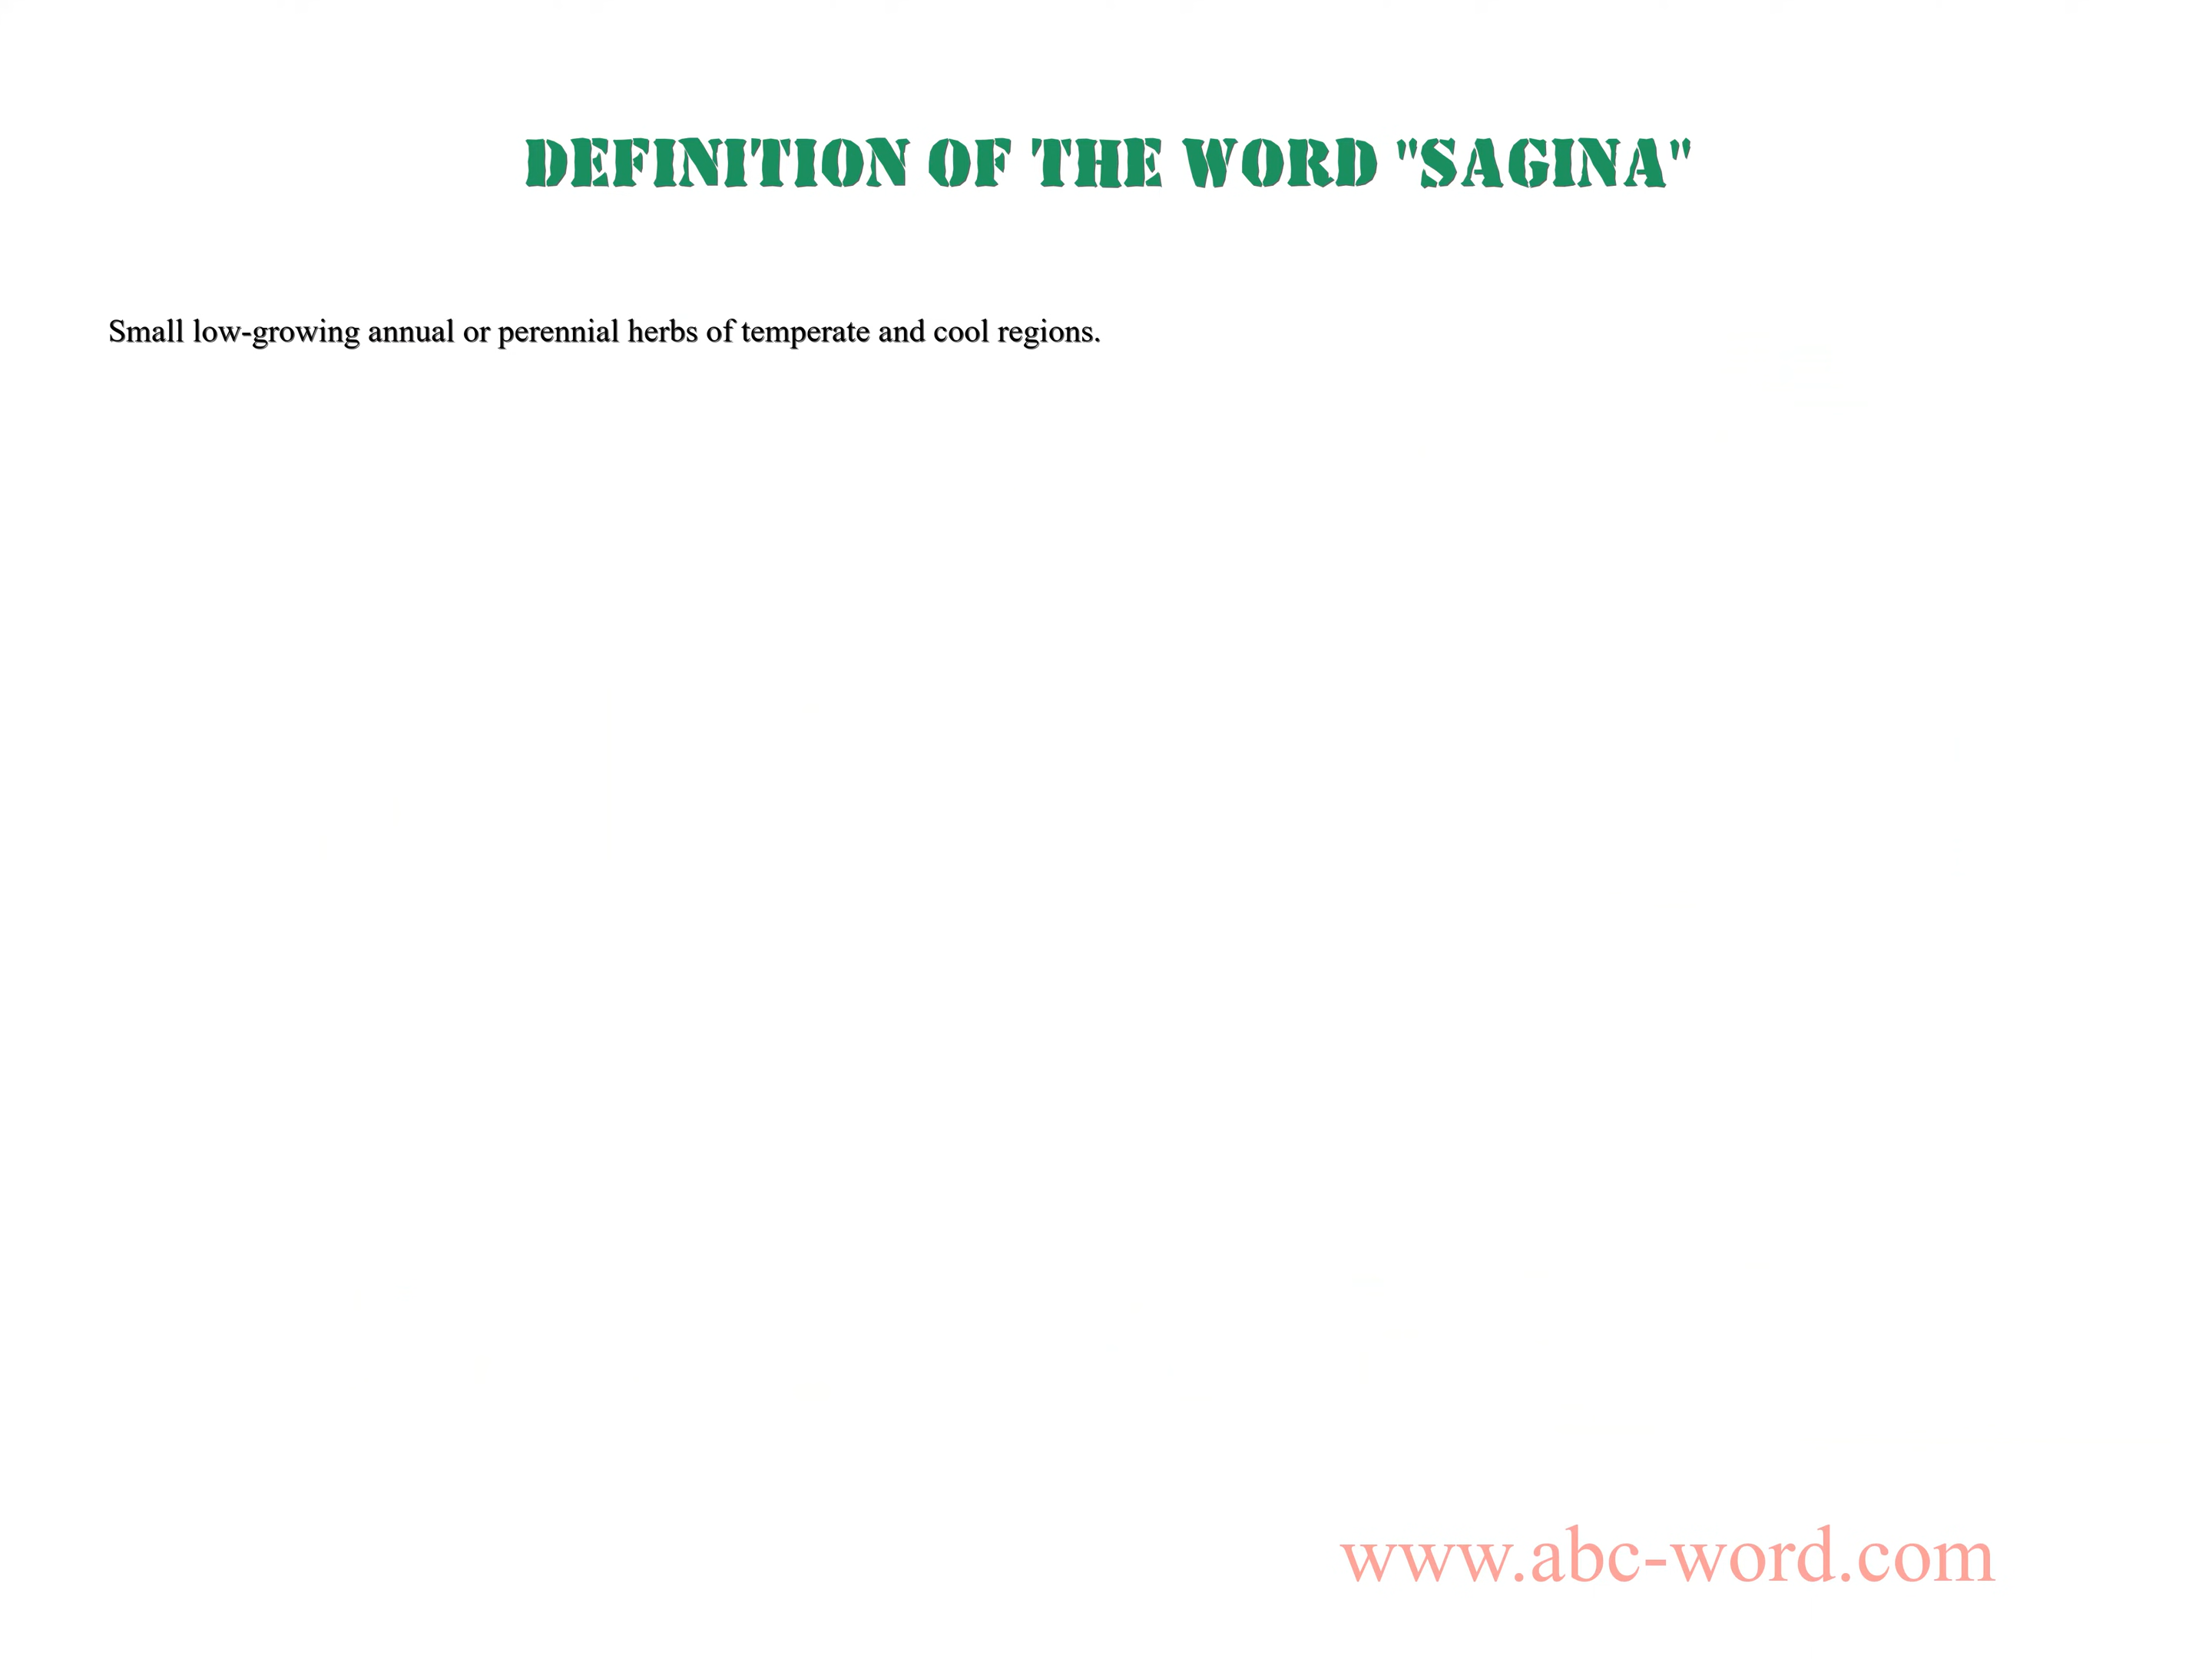 DEFINITION OF THE WORD "SAGINA"
Small low-growing annual or perennial herbs of temperate and cool regions.
www.abc-word.com